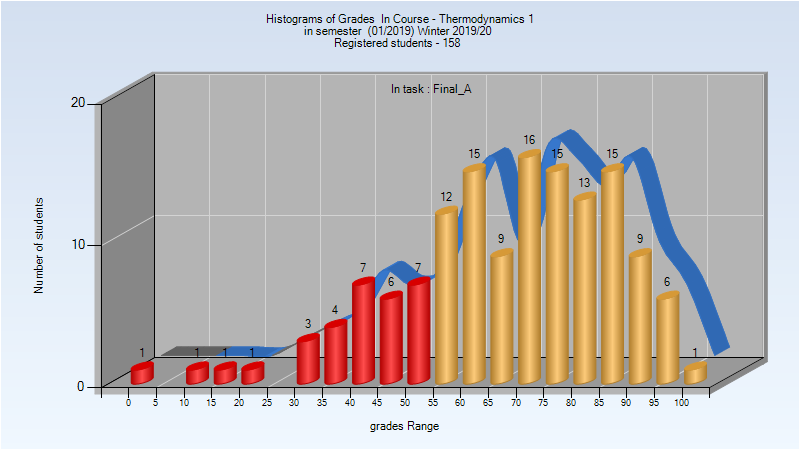 Histograms of Grades  In Course - Thermodynamics 1
in semester  (01/2019) Winter 2019/20
Registered students - 158
In task : Final_A
20
10
0
Number of students
1 1 1 1 3 4 7 6 7 12 15 9 16 15 13 15 9 6 1
0 5 10 15 20 25 30 35 40 45 50 55 60 65 70 75 80 85 90 95 100
grades Range